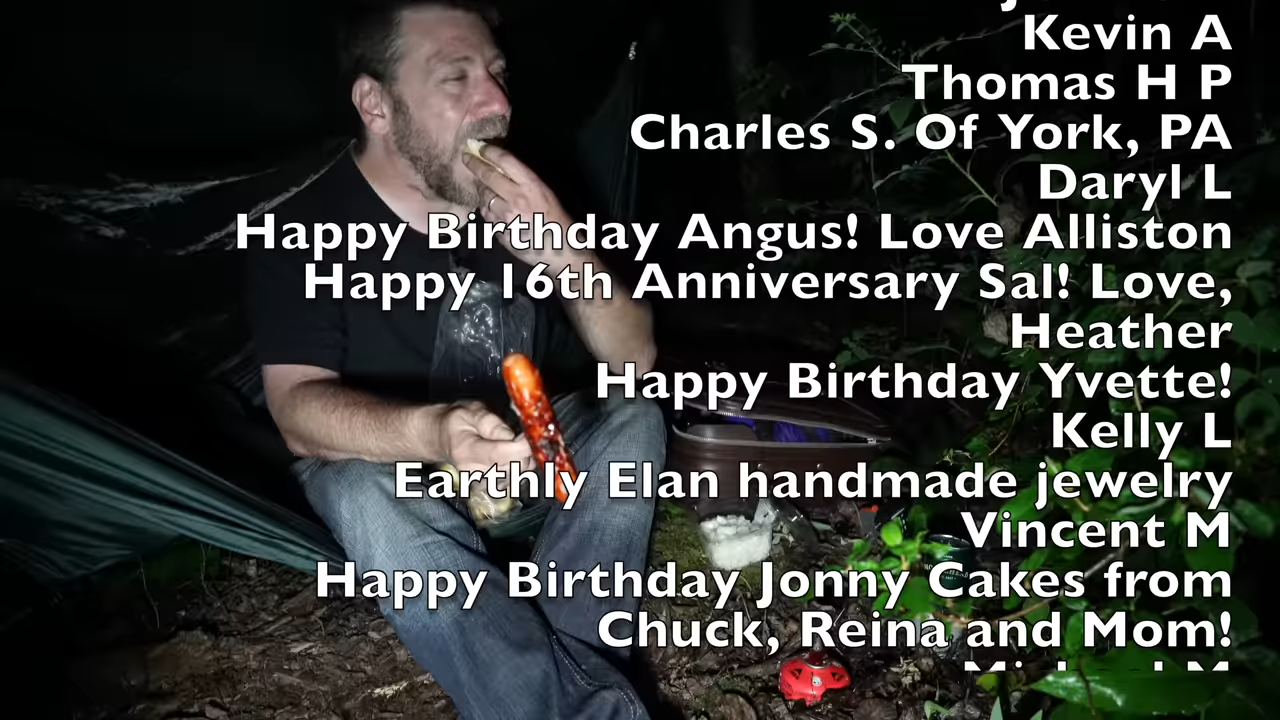 Kevin A
Thomas H P
Charles S. Of York, PA
Daryl L
Happy Birthday Angus! Love Alliston
Happy 16th Anniversary Sal! Love,
Heather
Happy Birthday Yvette!
Kelly L
Earthly Elan handmade jewelry
Vincent M
Happy Birthday Jonny Cakes from
Chuck, Reina and Mom!